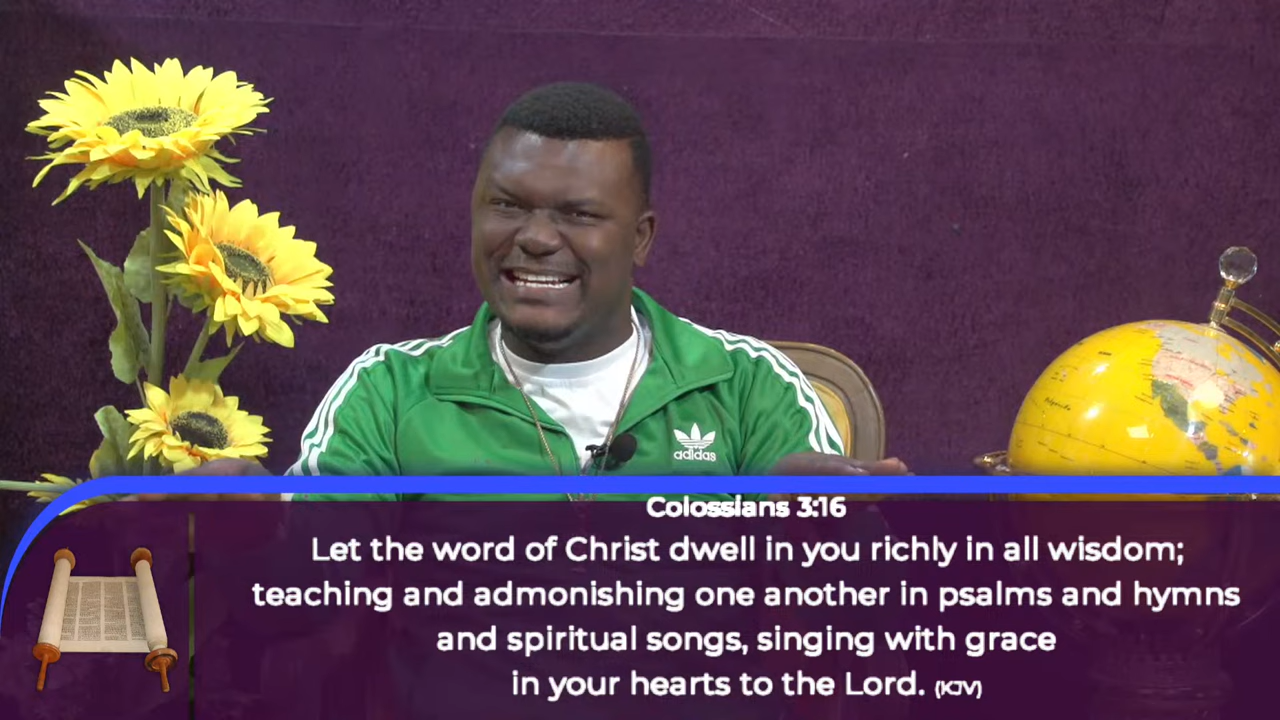 adidas
Colossians 3:16
Let the word of Christ dwell in you richly in all wisdom;
teaching and admonishing one another in psalms and hymns
and spiritual songs, singing with grace
in your hearts to the Lord. (KJV)